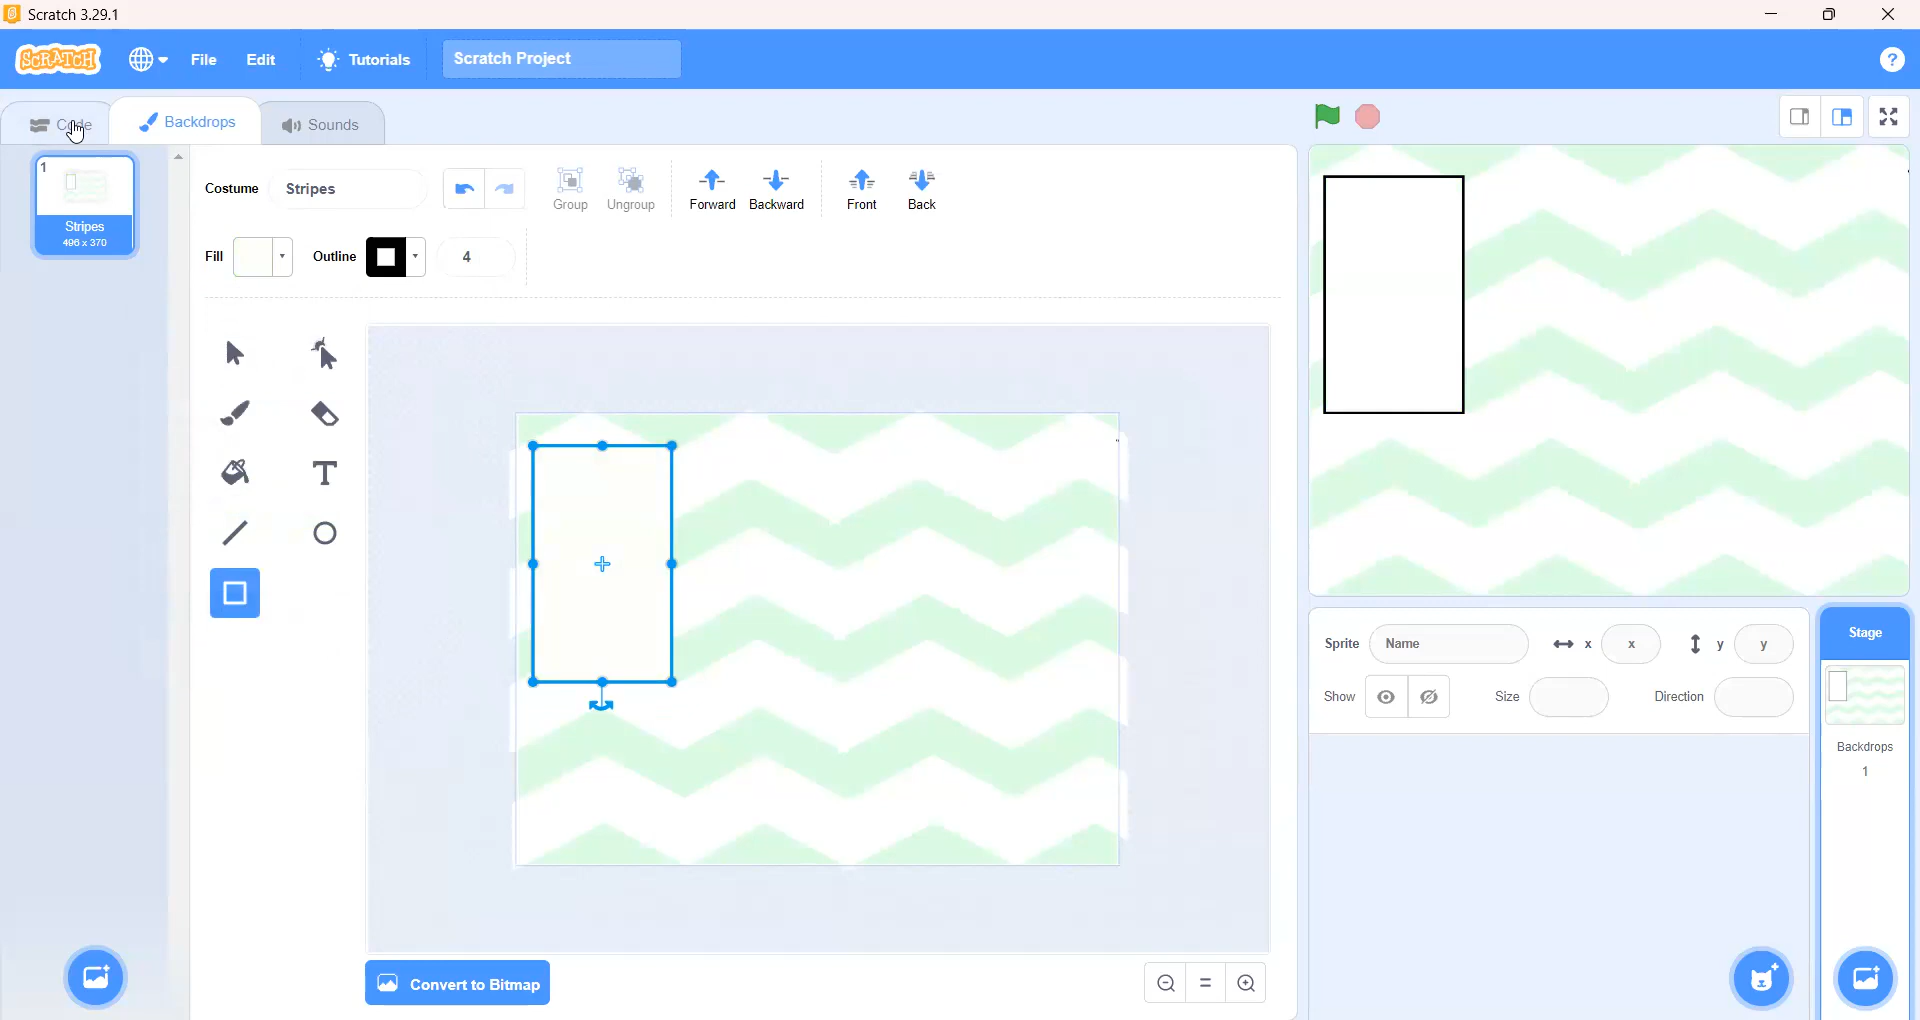 Scratch 3.29.1
SCRATCH
File
Edit
Tutorials
Scratch Project
?
Code
Backdrops
Sounds
1
Stripes
496 x 370
Costume
Stripes
Group
Ungroup
Forward
Backward
Front
Back
Fill
Outline
4
T
Convert to Bitmap
Sprite
Name
x
x
y
y
Show
Size
Direction
Stage
Backdrops
1